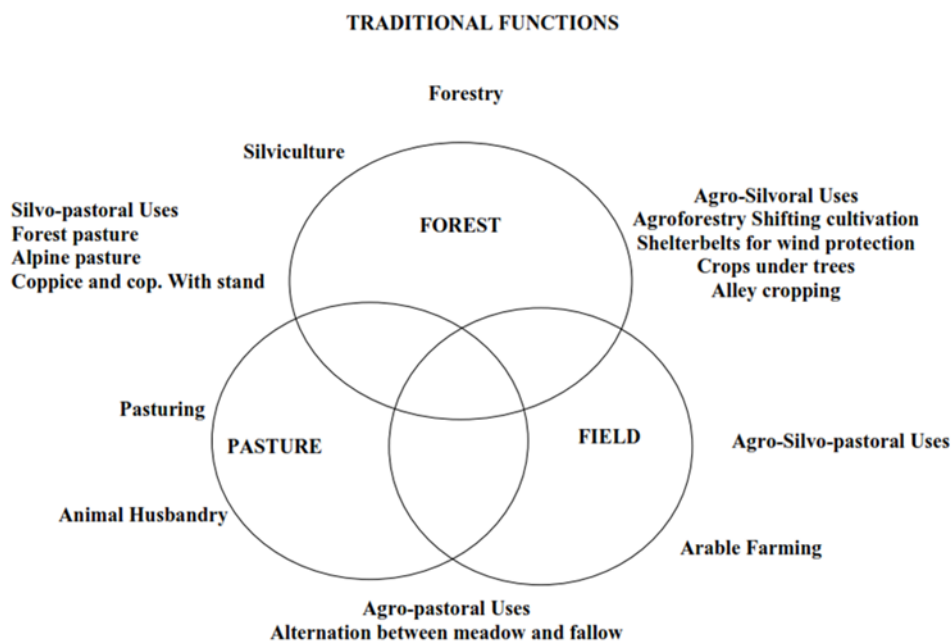 TRADITIONAL FUNCTIONS
Forestry
Silviculture
Silvo-pastoral Uses
Forest pasture
Alpine pasture
Coppice and cop. With stand
FOREST
Agro-Silvoral Uses
Agroforestry Shifting cultivation
Shelterbelts for wind protection
Crops under trees
Alley cropping
Pasturing
PASTURE
FIELD
Agro-Silvo-pastoral Uses
Animal Husbandry
Arable Farming
Agro-pastoral Uses
Alternation between meadow and fallow